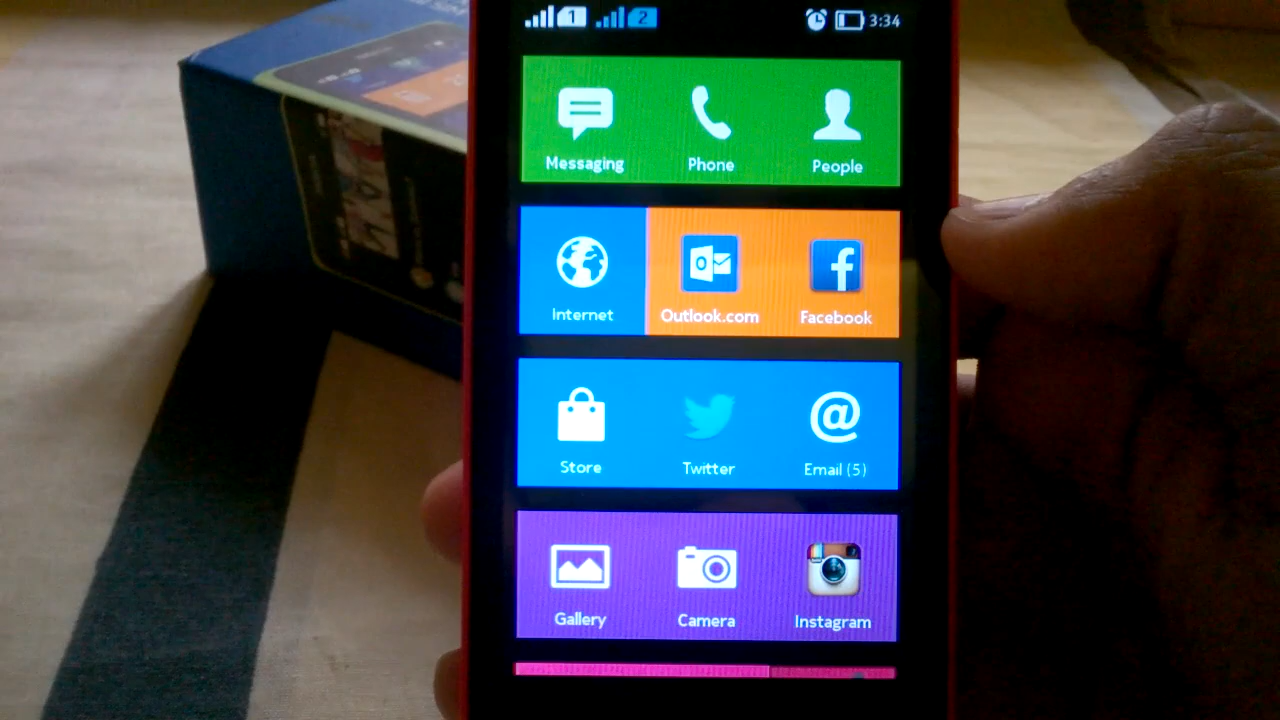 1 2 3:34
Messaging Phone People
Internet Outlook.com Facebook
Store Twitter Email (5)
Gallery Camera Instagram